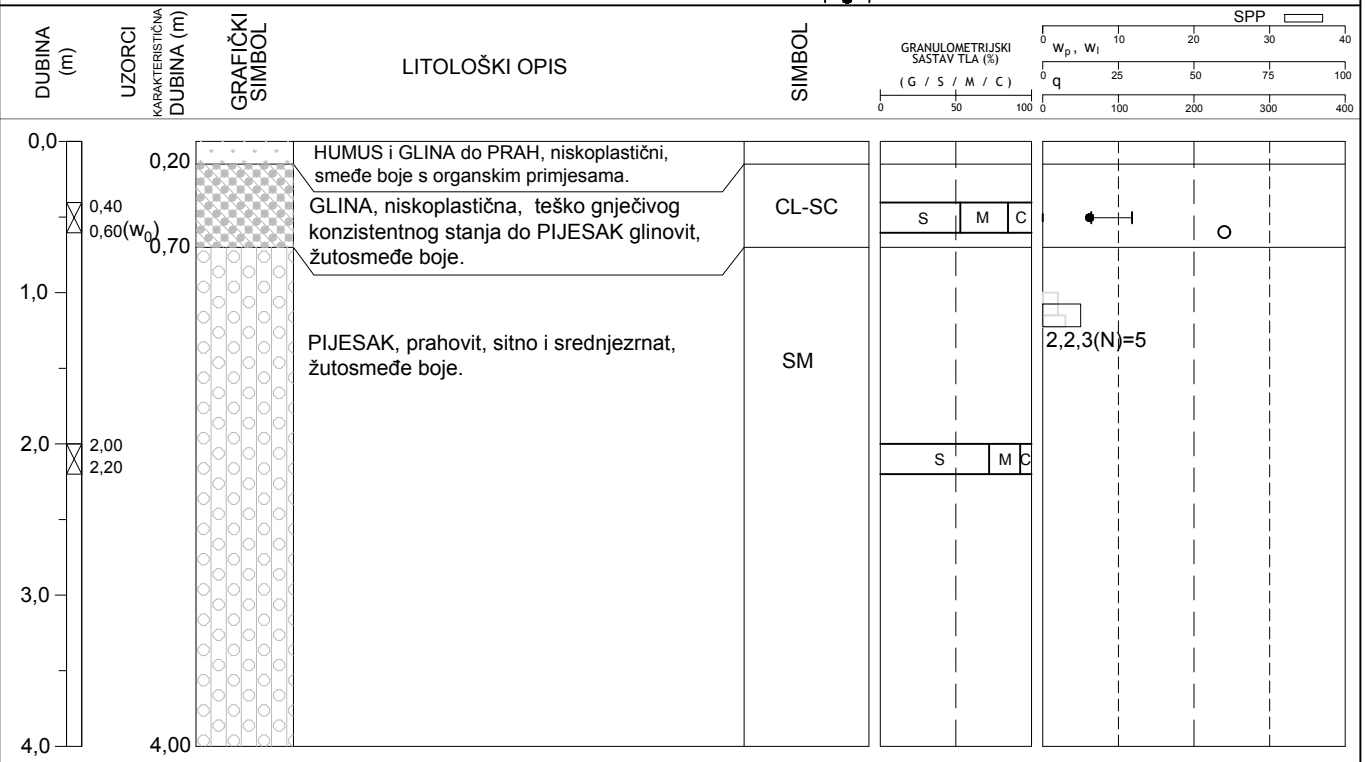 SPP
0 10 20 30 40
DUBINA
(m)
UZORCI
KARAKTERISTIČNA
DUBINA (m)
GRAFIČKI
SIMBOL
LITOLOŠKI OPIS
SIMBOL
GRANULOMETRIJSKI
SASTAV TLA (%)
( G / S / M / C )
0 50 100
wp , wl
0 25 50 75 100
q
0 100 200 300 400
0,0
0,20
HUMUS i GLINA do PRAH, niskoplastični,
smeđe boje s organskim primjesama.
0,40
0,60(w0)
0,70
GLINA, niskoplastična, teško gnječivog
konzistentnog stanja do PIJESAK glinovit,
žutosmeđe boje.
CL-SC
S M C
1,0
2,2,3(N)=5
PIJESAK, prahovit, sitno i srednjezrnat,
žutosmeđe boje.
SM
2,0
2,00
2,20
S M C
3,0
4,0
4,00